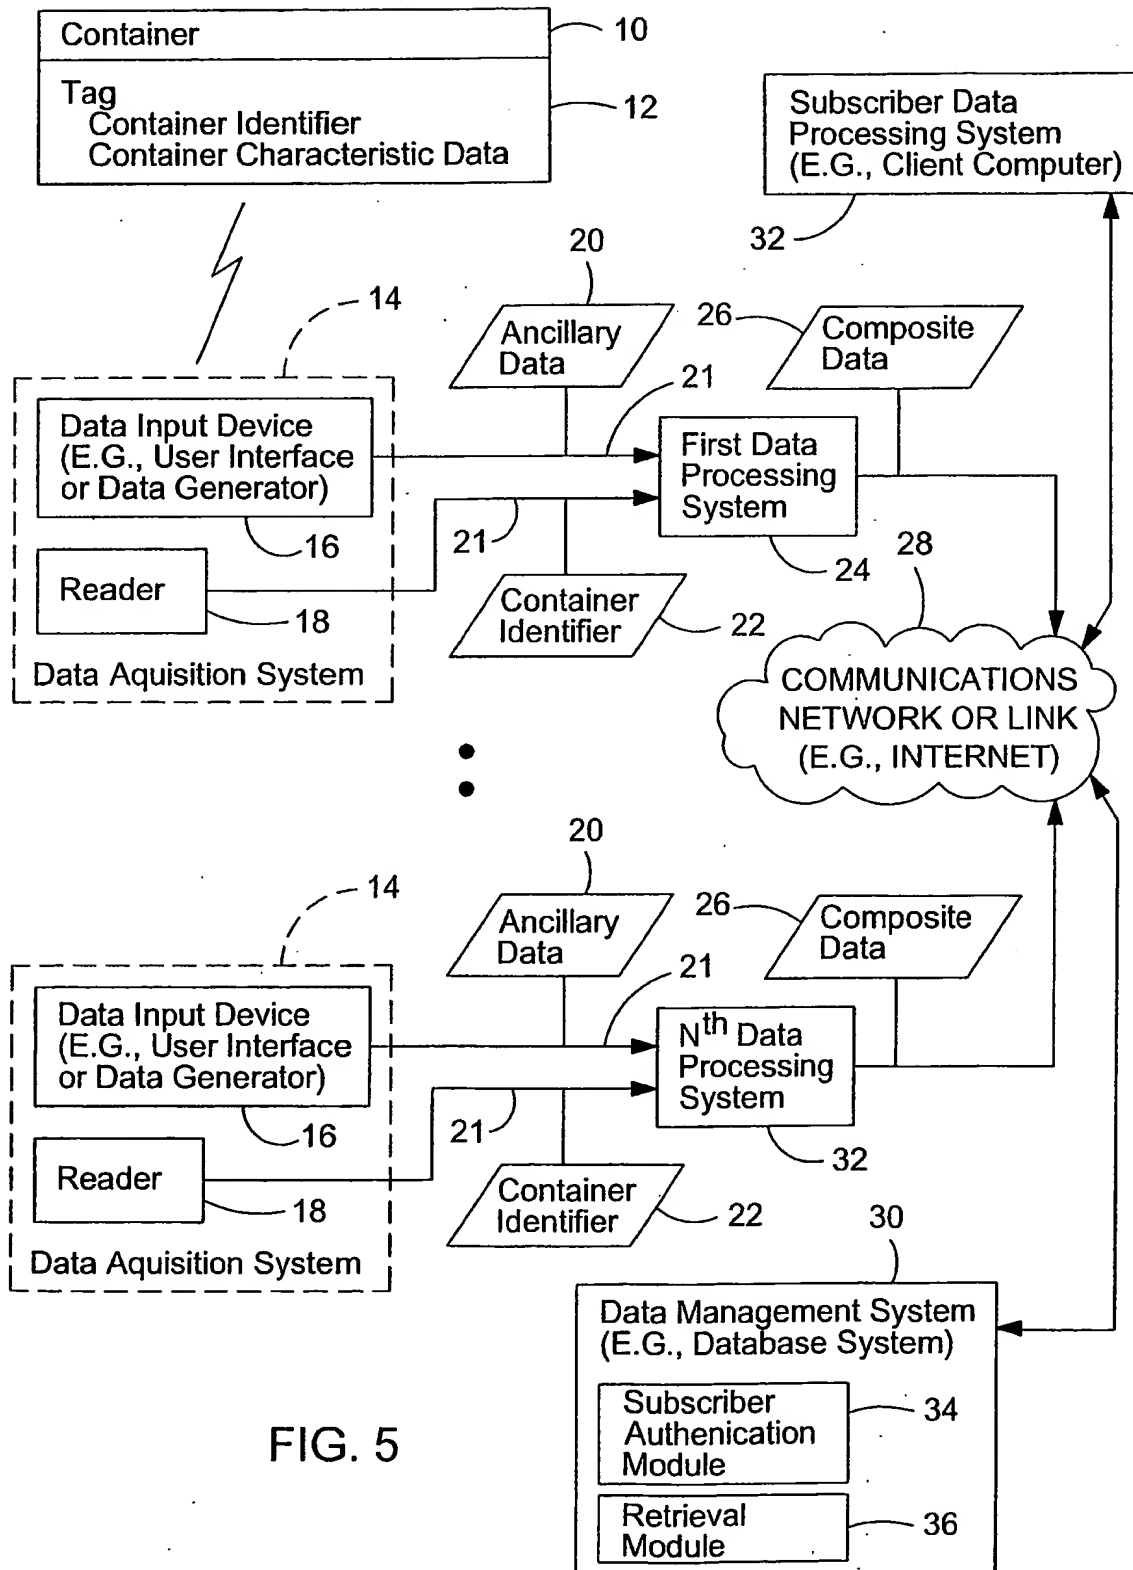 Container
10
Tag
Container Identifier
Container Characteristic Data
12
Subscriber Data
Processing System
(E.G., Client Computer)
32
20
14
Ancillary
Data
26
Composite
Data
21
Data Input Device
(E.G., User Interface
or Data Generator)
16
First Data
Processing
System
21
24
28
Reader
18
Container
Identifier
22
Data Aquisition System
COMMUNICATIONS
NETWORK OR LINK
(E.G., INTERNET)
20
14
Ancillary
Data
26
Composite
Data
21
Data Input Device
(E.G., User Interface
or Data Generator)
16
Nth Data
Processing
System
21
32
Reader
18
Container
Identifier
22
Data Aquisition System
30
Data Management System
(E.G., Database System)
Subscriber
Authenication
Module
34
Retrieval
Module
36
FIG. 5